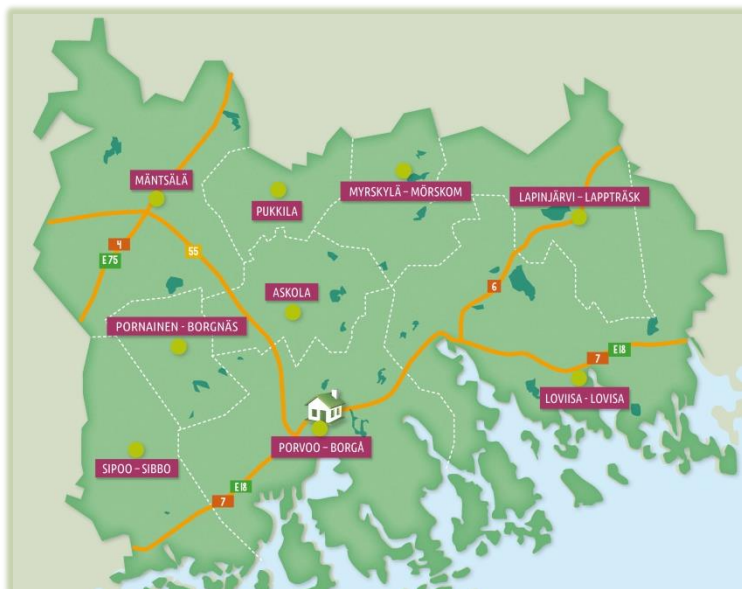 MÄNTSÄLÄ
PUKKILA
MYRSKYLÄ – MÖRSKOM
LAPINJÄRVI – LAPPTRÄSK
4
E75
55
ASKOLA
6
PORNAINEN - BORGNÄS
7
E18
LOVIISA - LOVISA
PORVOO – BORGÅ
SIPOO – SIBBO
E18
7